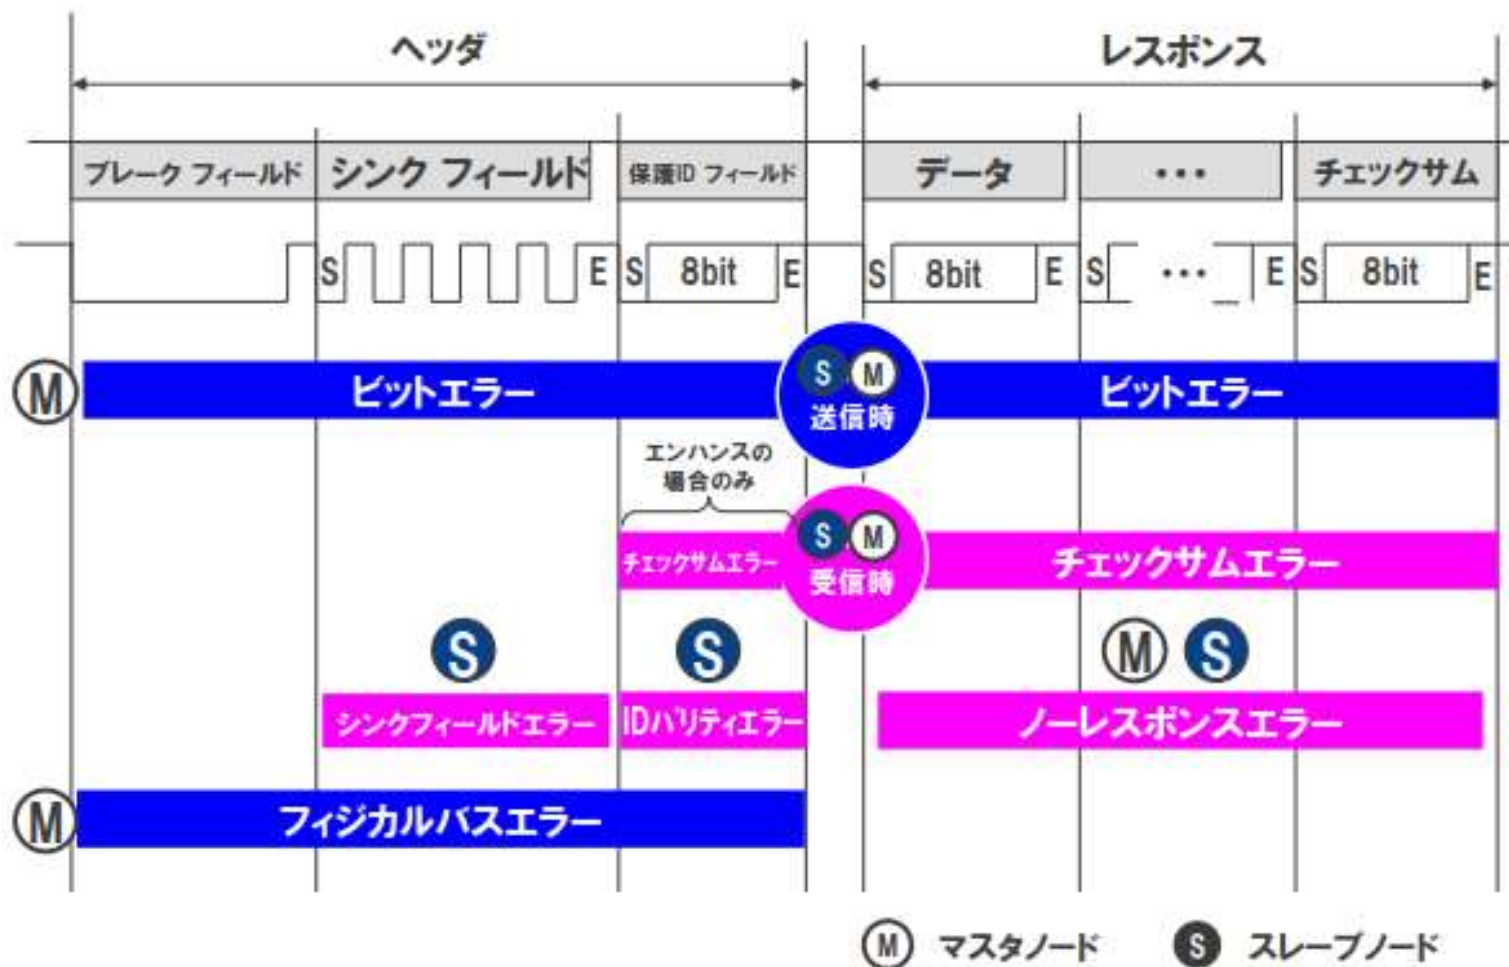 ヘッダ レスポンス
ブレーク フィールド シンク フィールド 保護ID フィールド データ ・・・ チェックサム
S E S 8bit E S 8bit E S ・・・ E S 8bit E
M ビットエラー S M ビットエラー
送信時
エンハンスの
場合のみ
S M
チェックサムエラー 受信時 チェックサムエラー
S S M S
シンクフィールドエラー IDパリティエラー ノーレスポンスエラー
M フィジカルバスエラー
M マスタノード S スレーブノード